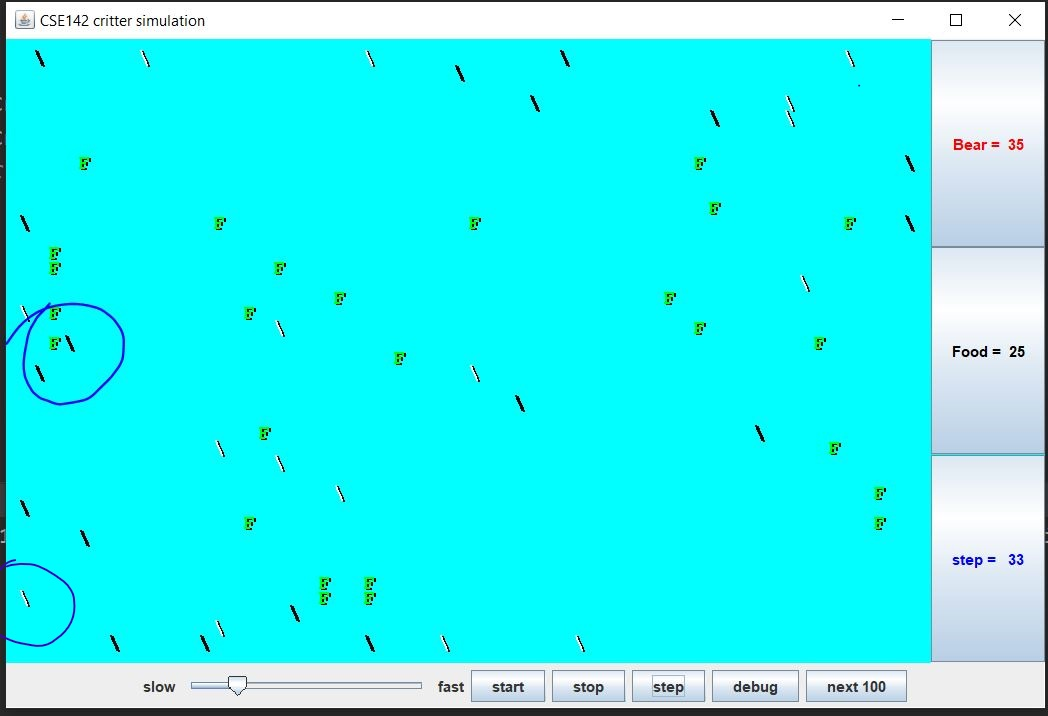 CSE142 critter simulation
\ \ \ \ \
\
\ \
\ \
F F \
F
\ F F F \
F
F F
\
F F
\ F F
\ F
F \ F
F
\ \
\
F \
\ F
\
\ F
\
F F
\
F F
\ F F
\
\
\ \ \ \ \
Bear = 35
Food = 25
step = 33
slow fast start stop step debug next 100